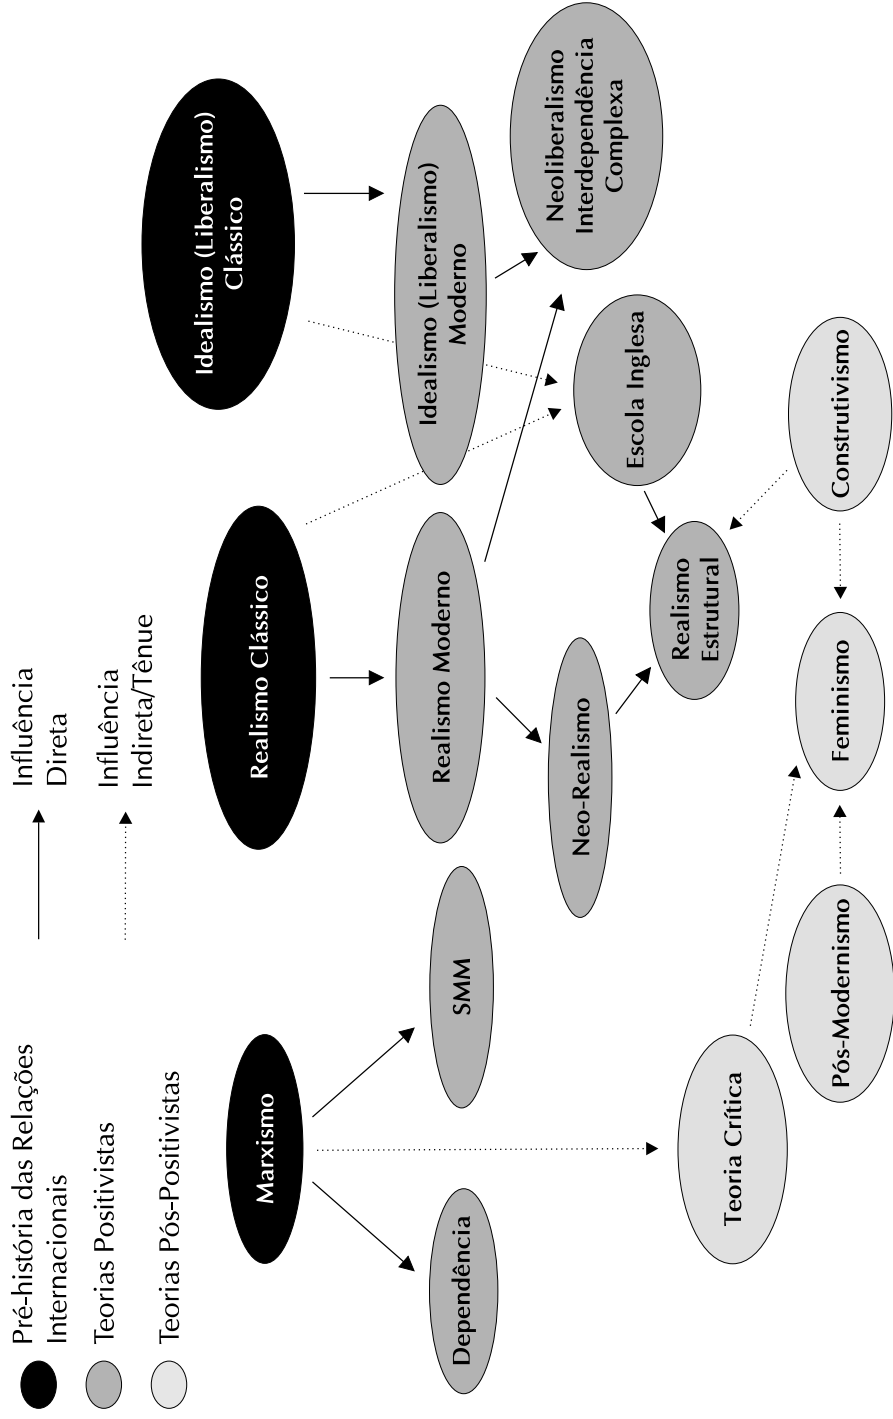 Pré-história das Relações
Internacionais
Teorias Positivistas
Teorias Pós-Positivistas
Influência
Direta
Influência
Indireta/Tênue
Marxismo
Realismo Clássico
Idealismo (Liberalismo)
Clássico
Dependência
SMM
Realismo Moderno
Idealismo (Liberalismo)
Moderno
Neo-Realismo
Escola Inglesa
Neoliberalismo
Interdependência
Complexa
Realismo
Estrutural
Teoria Crítica
Pós-Modernismo
Feminismo
Construtivismo